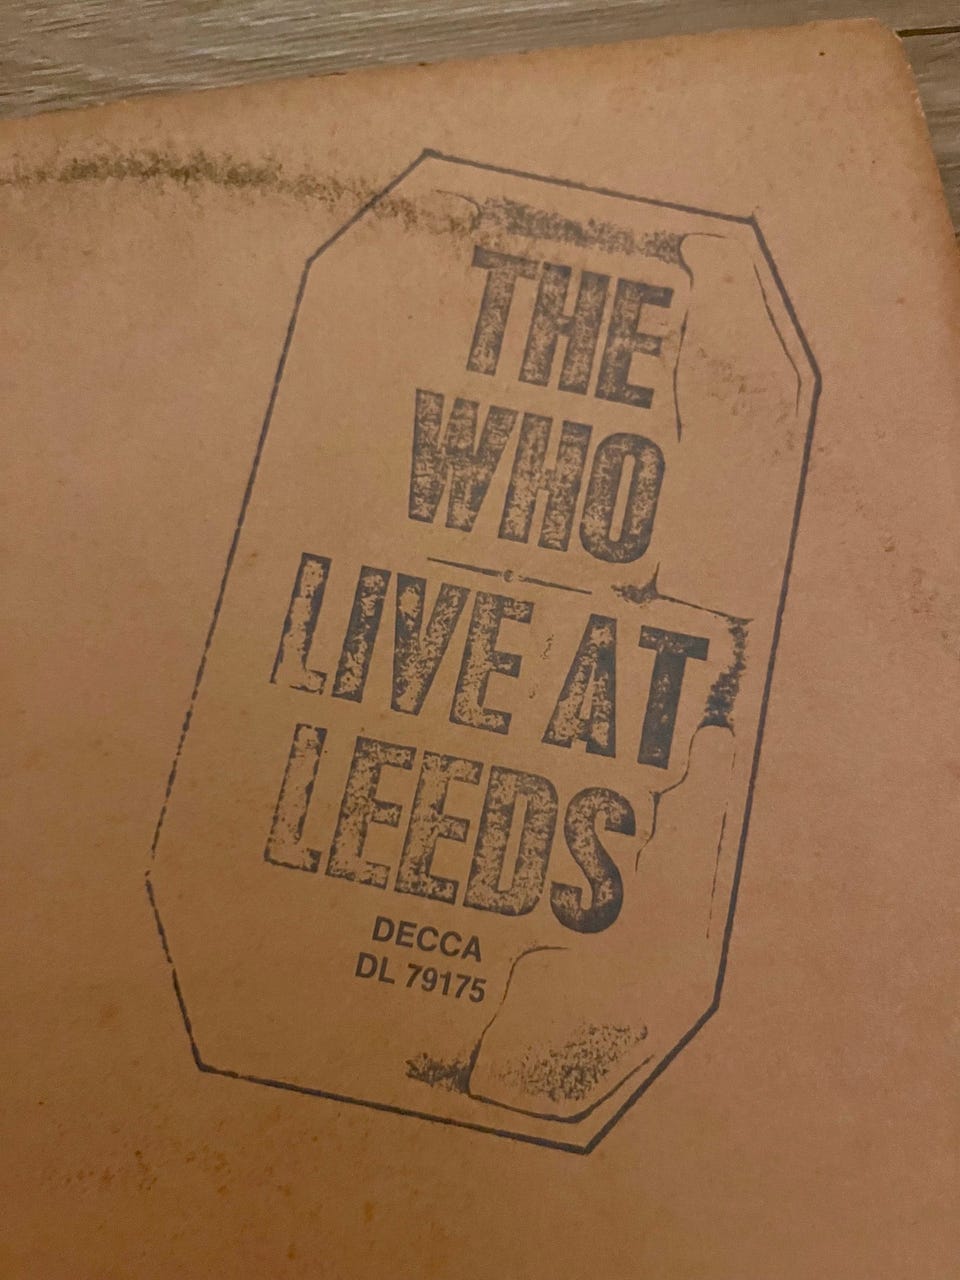 THE
WHO
LIVE AT
LEEDS
DECCA
DL 79175